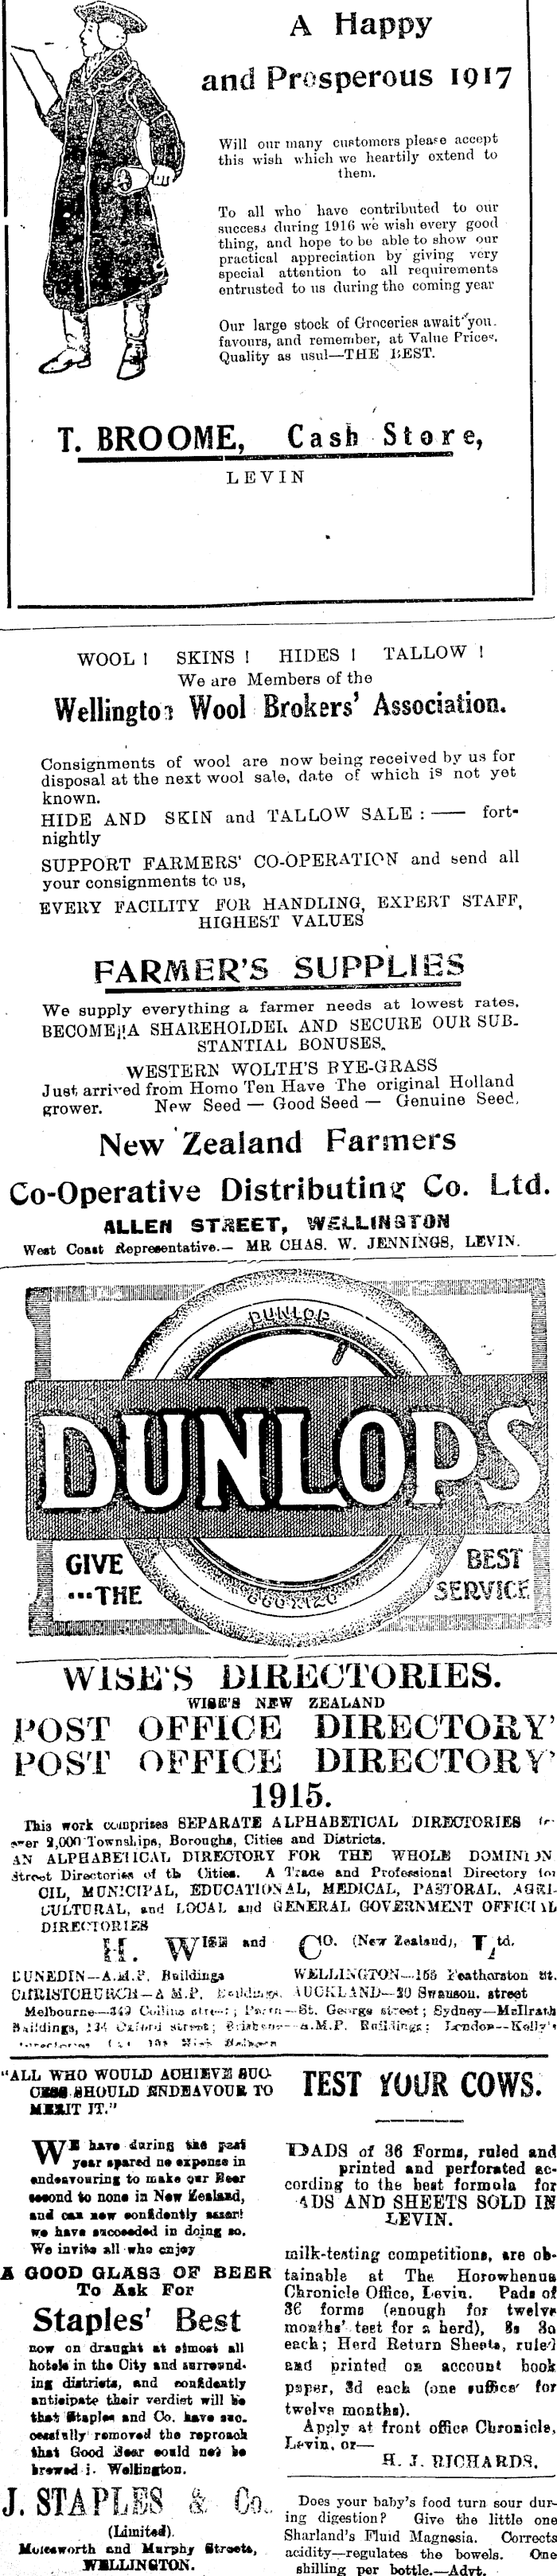 A Happy
and Prosperous 1917
Will our many customers please accept
this wish which we heartily extend to
them.
To all who have contributed to our
success during 1916 we wish every good
thing, and hope to be able to show our
practical appreciation by giving very
special attention to all requirements
entrusted to us during the coming year
Our large stock of Groceries await you.
favours, and remember, at Value Prices,
Quality as usul—THE BEST.
T. BROOME, Cash Store,
LEVIN
WOOL ! SKINS ! HIDES ! TALLOW !
We are Members of the
Wellington Wool Brokers' Association.
Consignments of wool are now being received by us for
disposal at the next wool sale, date of which is not yet
known.
HIDE AND SKIN and TALLOW SALE :—— fort-
nightly
SUPPORT FARMERS' CO-OPERATION and send all
your consignments to us,
EVERY FACILITY FOR HANDLING, EXPERT STAFF,
HIGHEST VALUES
FARMER'S SUPPLIES
We supply everything a farmer needs at lowest rates.
BECOME A SHAREHOLDER AND SECURE OUR SUB-
STANTIAL BONUSES.
WESTERN WOLTH'S RYE-GRASS
Just arrived from Homo Ten Have The original Holland
grower. New Seed — Good Seed — Genuine Seed.
New Zealand Farmers
Co-Operative Distributing Co. Ltd.
ALLEN STREET, WELLINGTON
West Coast Representative.— MR CHAS. W. JENNINGS, LEVIN.
DUNLOP
DUNLOPS
GIVE
...THE
BEST
SERVICE
WISE'S DIRECTORIES.
WISE'S NEW ZEALAND
POST OFFICE DIRECTORY'
POST OFFICE DIRECTORY'
1915.
This work comprises SEPARATE ALPHABETICAL DIRECTORIES
2,000 Townships, Boroughs, Cities and Districts.
AN ALPHABETICAL DIRECTORY FOR THE WHOLE DOMINION
Street Directories of th Cities. A Trade and Professional Directory for
CIL, MUNICIPAL, EDUCATIONAL, MEDICAL, PASTORAL, AGRI-
CULTURAL, and LOCAL and GENERAL GOVERNMENT OFFICIAL
DIRECTORIES
H. WISE and CO. (New Zealand), Ltd.
DUNEDIN—A.M.P. Buildings WELLINGTON—155 Featherston St.
CHRISTCHURCH—A M.P. Buildings. AUCKLAND—20 Swanson. street
Melbourne—349 Collins street; Perth—St. George street; Sydney—McIlrath
Buildings, 134 Oxford street; Brisbane—A.M.P. Buildings; London—Kelly's
"ALL WHO WOULD ACHIEVE SUC-
CESS SHOULD ENDEAVOUR TO
MERIT IT."
WE have during the past
year spared no expense in
endeavouring to make our Beer
second to none in New Zealand,
and can now confidently assert
we have succeeded in doing so.
We invite all who enjoy
A GOOD GLASS OF BEER
To Ask For
Staples' Best
now on draught at almost all
hotels in the City and surround-
ing districts, and confidently
anticipate their verdict will be
that Staples and Co. have suc-
cessfully removed the reproach
that Good Beer could not be
brewed i. Wellington.
J. STAPLES & Co.
(Limited).
Molesworth and Murphy Streets,
WELLINGTON.
TEST YOUR COWS.
PADS of 36 Forms, ruled and
printed and perforated ac-
cording to the best formula for
ADS AND SHEETS SOLD IN
LEVIN.
milk-testing competitions, are ob-
tainable at The Horowhenua
Chronicle Office, Levin. Pads of
36 forms (enough for twelve
months' test for a herd), 3s 3d
each; Herd Return Sheets, ruled
and printed on account book
paper, 3d each (one suffices for
twelve months).
Apply at front office Chronicle,
Levin, or—
H. J. RICHARDS.
Does your baby's food turn sour dur-
ing digestion? Give the little one
Sharland's Fluid Magnesia. Corrects
acidity—regulates the bowels. One
shilling per bottle.—Advt.